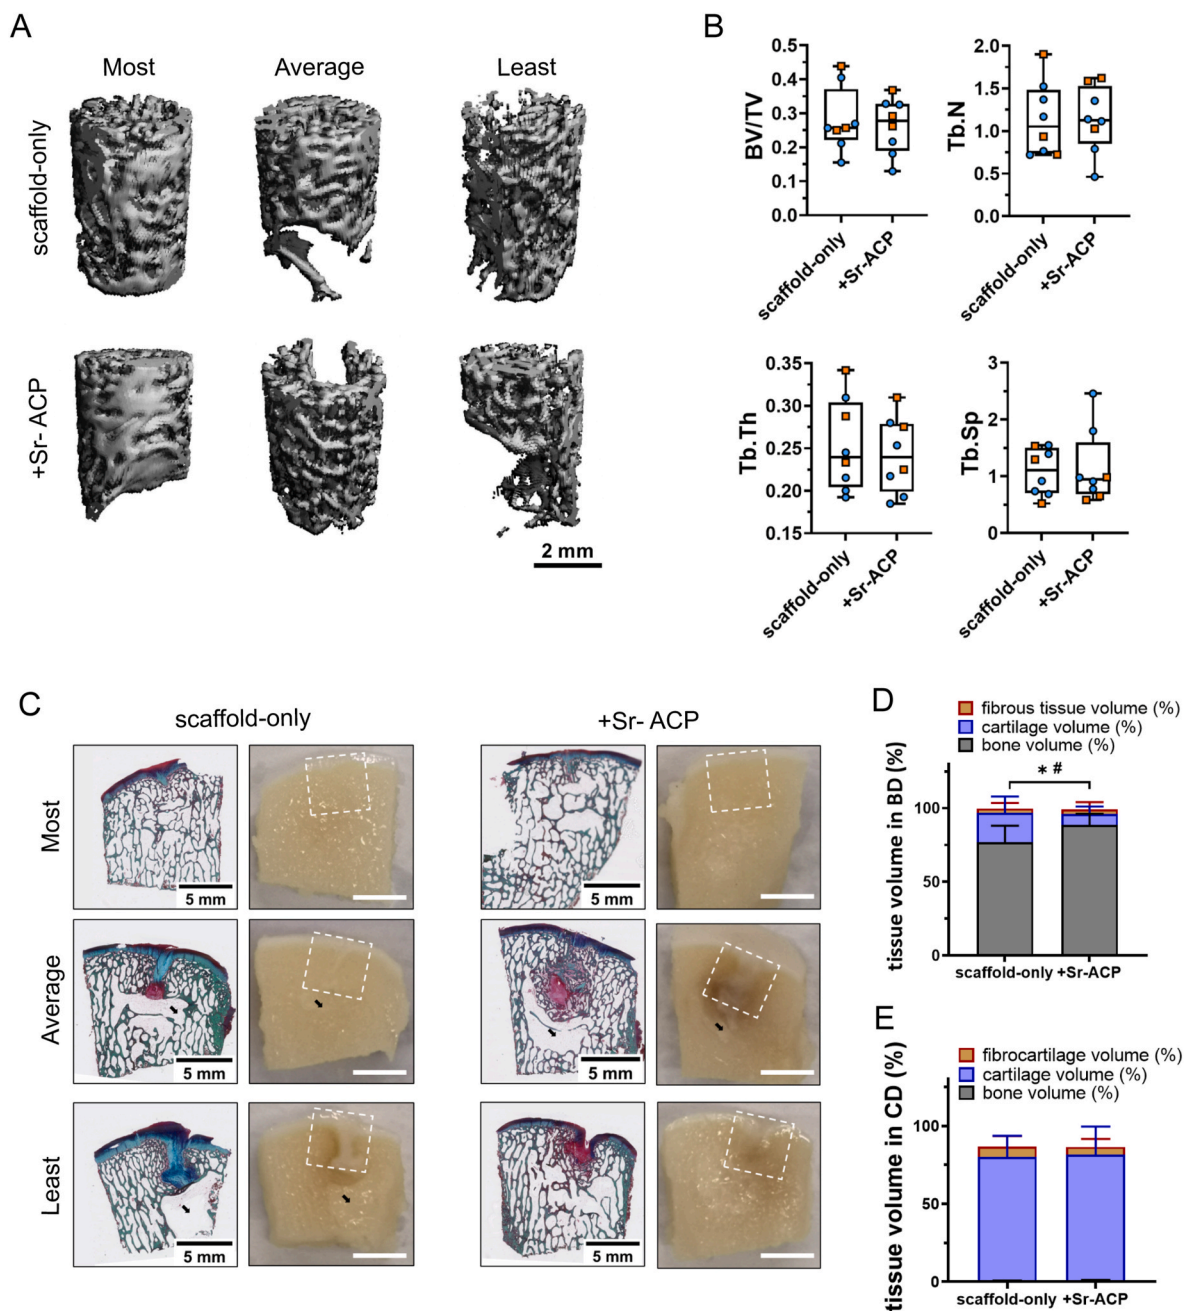 A
Most
Average
Least
scaffold-only
+Sr- ACP
2 mm
B
BV/TV
0.5
0.4
0.3
0.2
0.1
0.0
scaffold-only
+Sr-ACP
Tb.N
2.0
1.5
1.0
0.5
0.0
scaffold-only
+Sr-ACP
Tb.Th
0.35
0.30
0.25
0.20
0.15
scaffold-only
+Sr-ACP
Tb.Sp
3
2
1
0
scaffold-only
+Sr-ACP
C
scaffold-only
+Sr- ACP
Most
5 mm
5 mm
Average
5 mm
5 mm
Least
5 mm
5 mm
D
fibrous tissue volume (%)
cartilage volume (%)
bone volume (%)
* #
tissue volume in BD (%)
100
50
0
scaffold-only +Sr-ACP
E
fibrocartilage volume (%)
cartilage volume (%)
bone volume (%)
tissue volume in CD (%)
100
50
0
scaffold-only +Sr-ACP